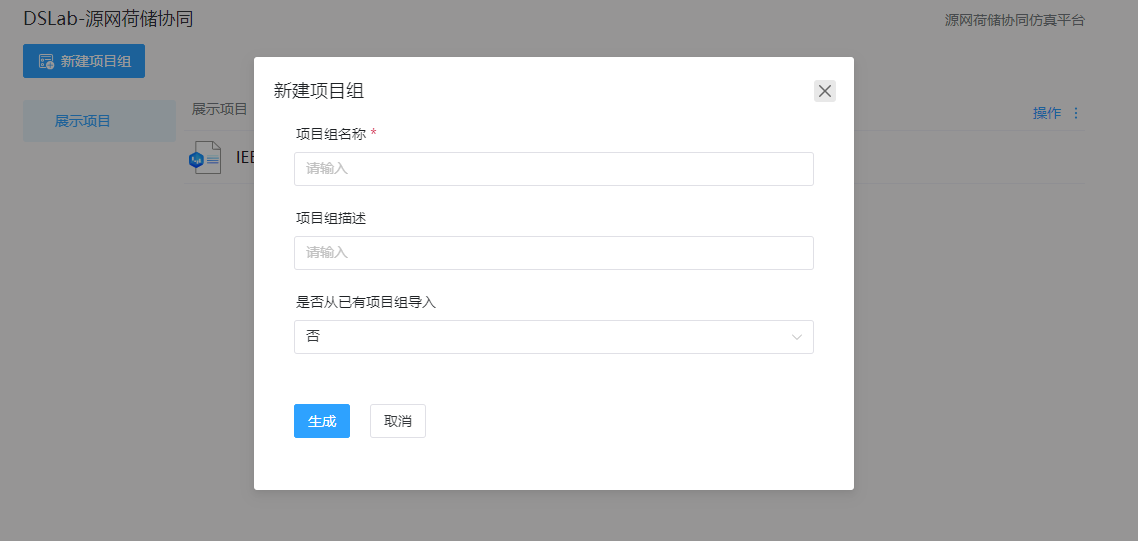 DSLab-源网荷储协同
源网荷储协同仿真平台
新建项目组
展示项目
展示项目
操作
新建项目组
项目组名称 *
请输入
项目组描述
请输入
是否从已有项目组导入
否
生成
取消